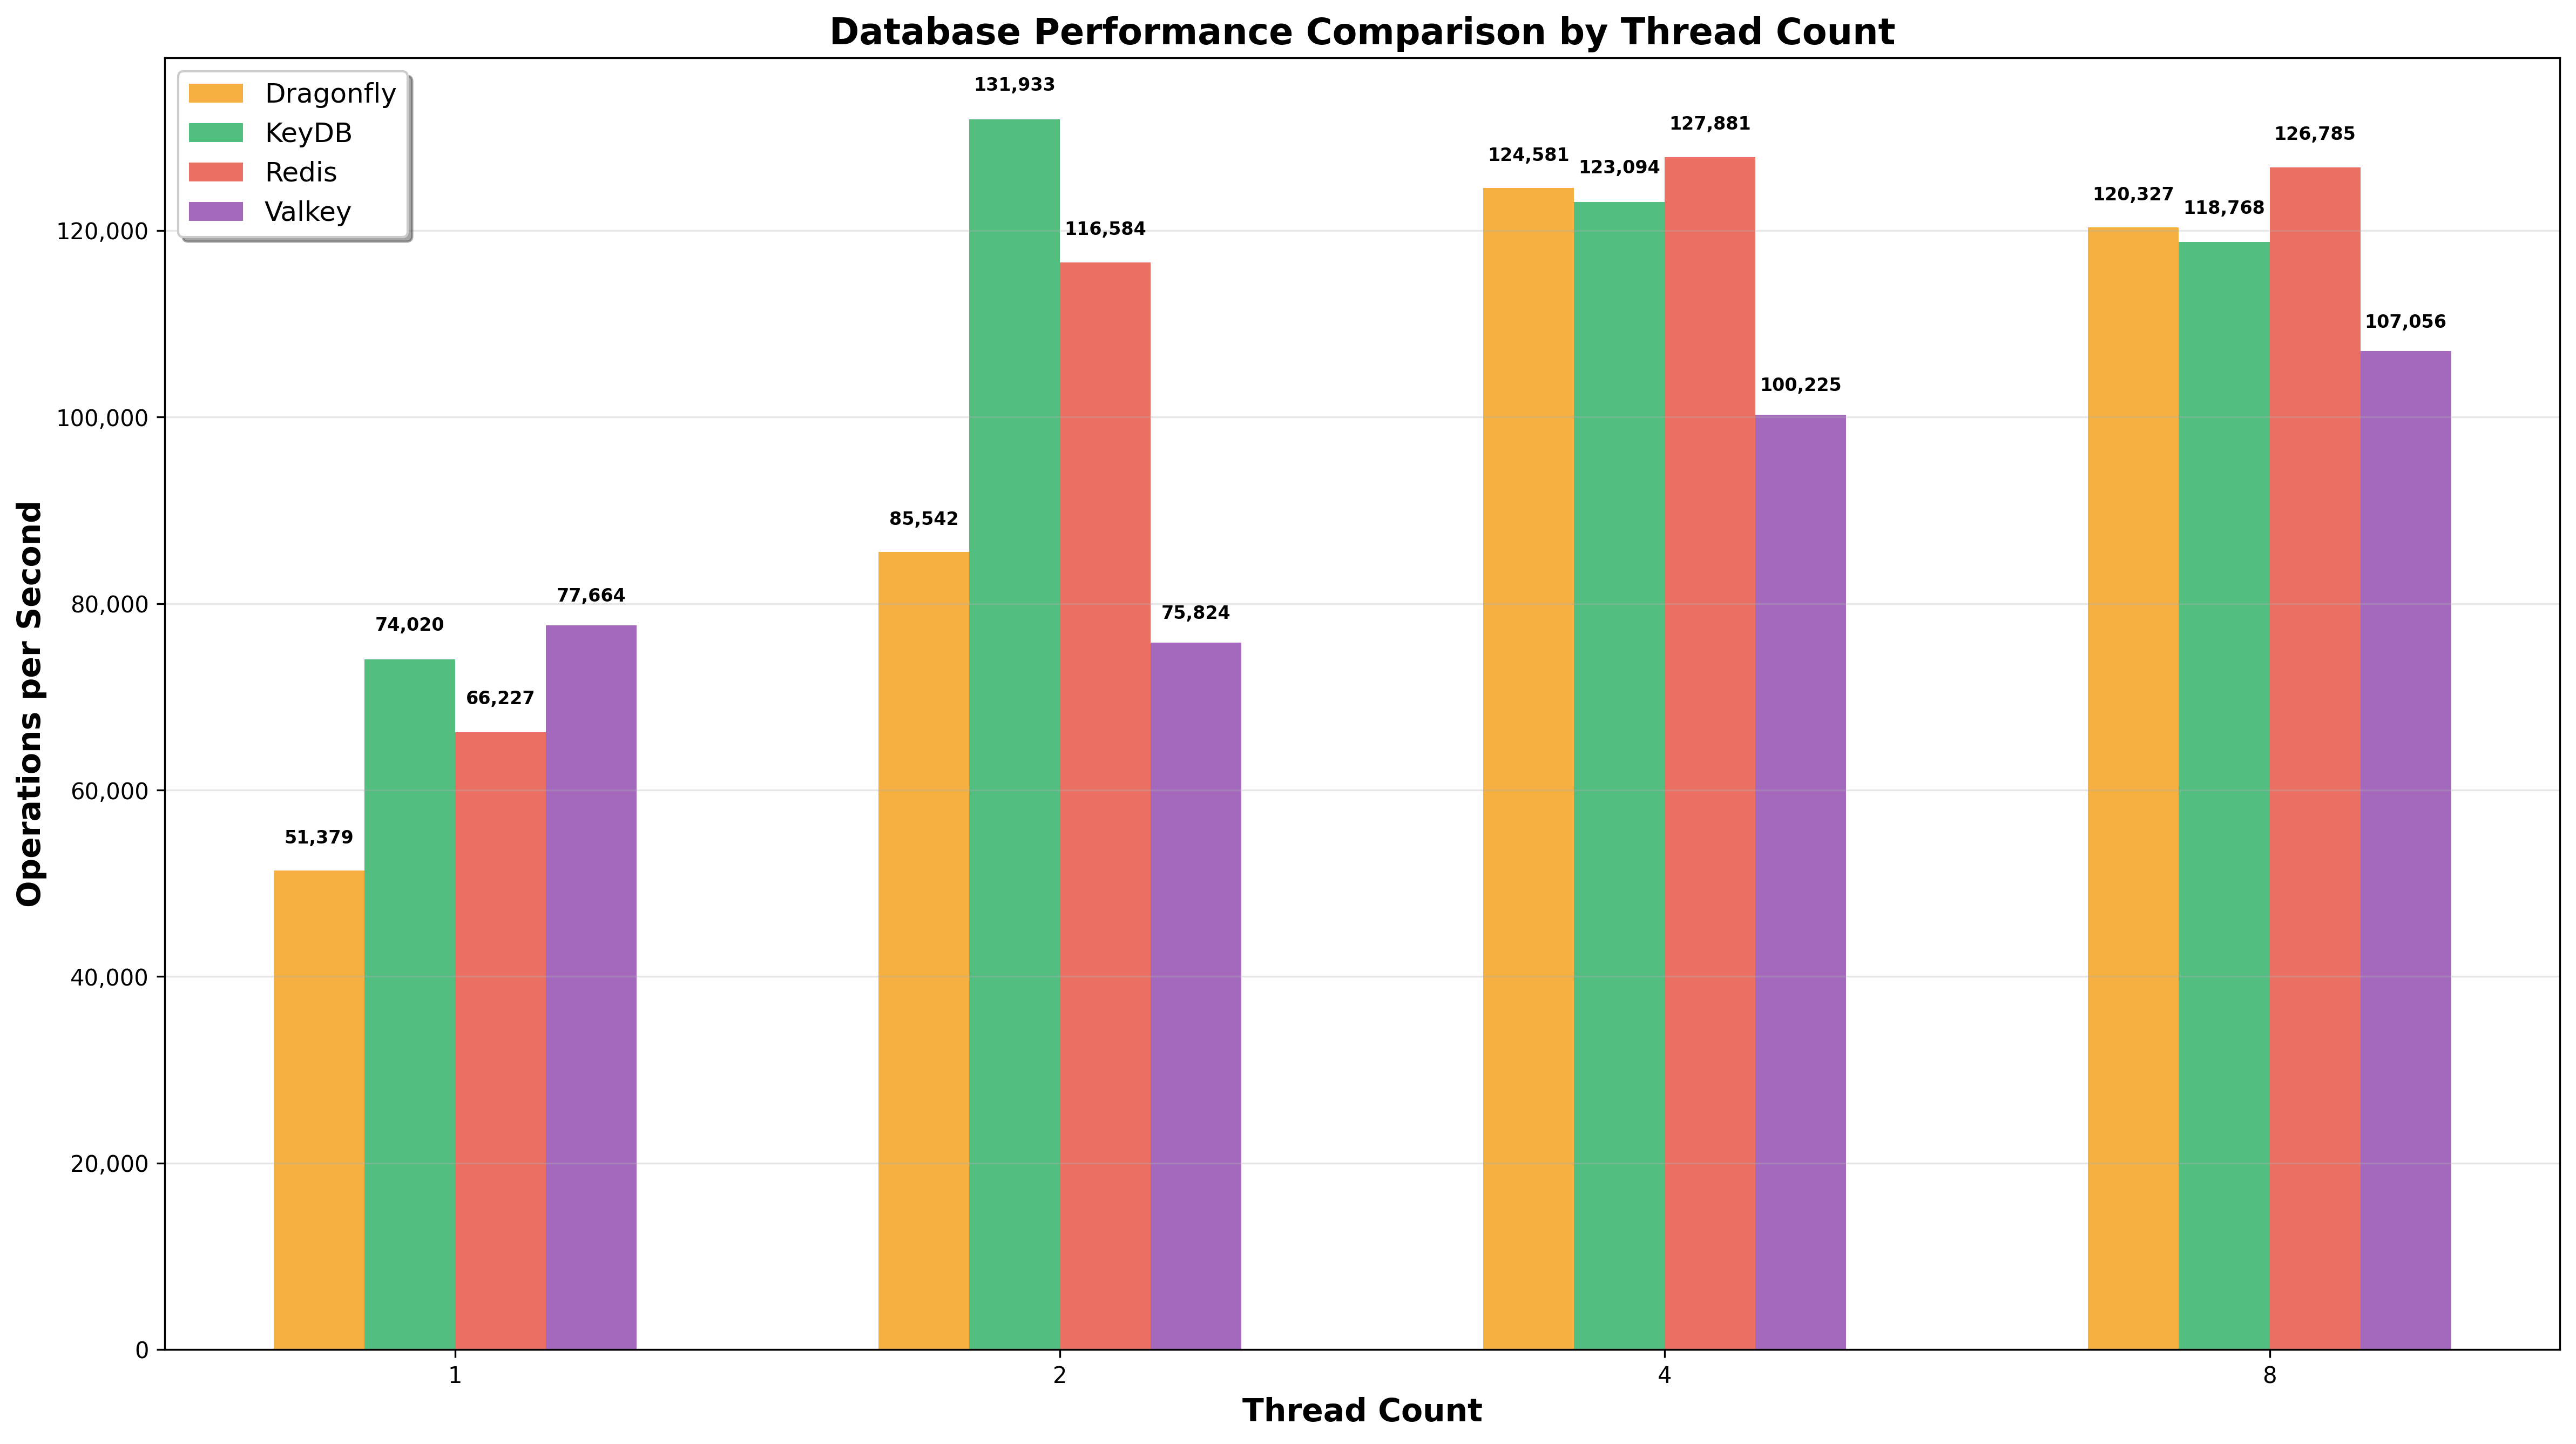 Database Performance Comparison by Thread Count
Dragonfly
KeyDB
Redis
Valkey
Operations per Second
120,000
100,000
80,000
60,000
40,000
20,000
0
51,379
74,020
66,227
77,664
85,542
131,933
116,584
75,824
124,581
123,094
127,881
100,225
120,327
118,768
126,785
107,056
1 2 4 8
Thread Count